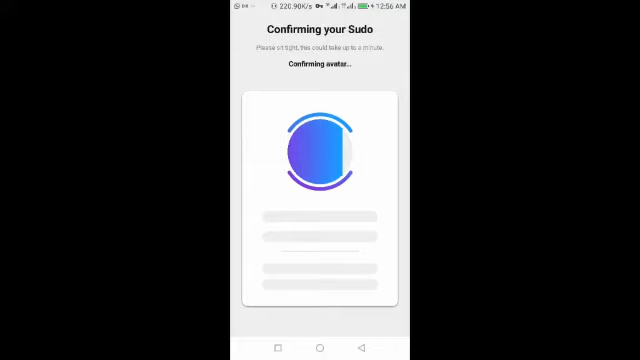 220.90K/s 12:56 AM
Confirming your Sudo
Please sit tight, this could take up to a minute.
Confirming avatar...